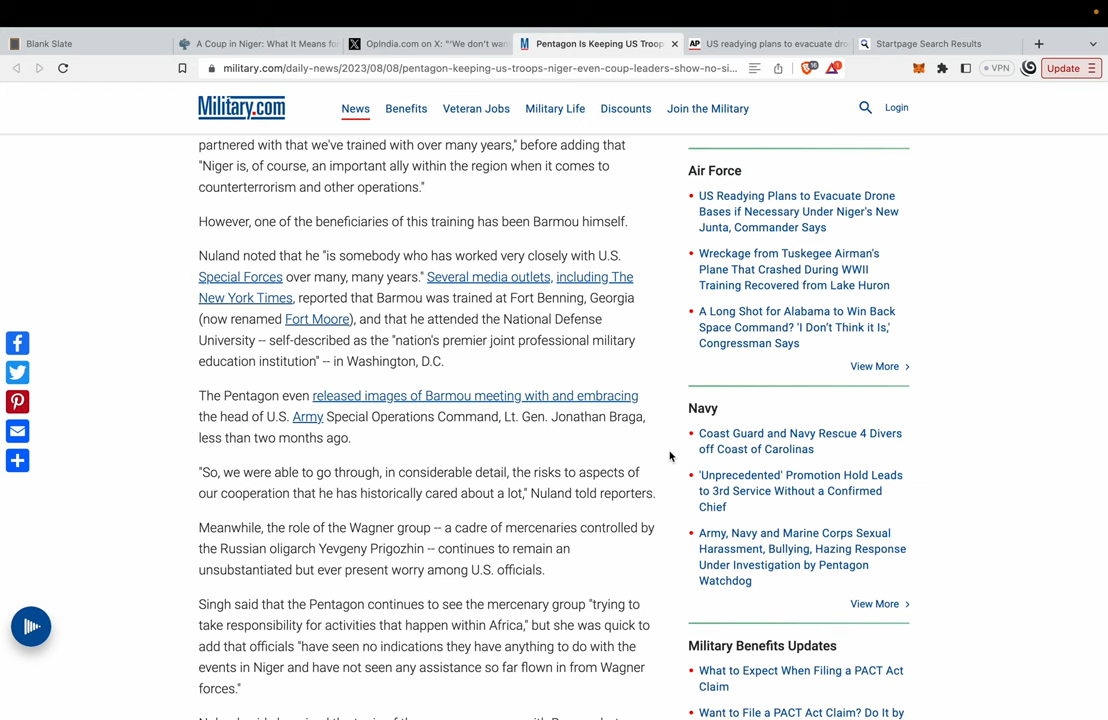 Blank Slate
A Coup in Niger: What It Means for
OpIndia.com on X: "'We don't wan
Pentagon Is Keeping US Troop
US readying plans to evacuate dro
Startpage Search Results
military.com/daily-news/2023/08/08/pentagon-keeping-us-troops-niger-even-coup-leaders-show-no-si...
VPN
Update
Military.com
News
Benefits
Veteran Jobs
Military Life
Discounts
Join the Military
Login
partnered with that we've trained with over many years," before adding that
"Niger is, of course, an important ally within the region when it comes to
counterterrorism and other operations."
However, one of the beneficiaries of this training has been Barmou himself.
Nuland noted that he "is somebody who has worked very closely with U.S.
Special Forces over many, many years." Several media outlets, including The
New York Times, reported that Barmou was trained at Fort Benning, Georgia
(now renamed Fort Moore), and that he attended the National Defense
University -- self-described as the "nation's premier joint professional military
education institution" -- in Washington, D.C.
The Pentagon even released images of Barmou meeting with and embracing
the head of U.S. Army Special Operations Command, Lt. Gen. Jonathan Braga,
less than two months ago.
"So, we were able to go through, in considerable detail, the risks to aspects of
our cooperation that he has historically cared about a lot," Nuland told reporters.
Meanwhile, the role of the Wagner group -- a cadre of mercenaries controlled by
the Russian oligarch Yevgeny Prigozhin -- continues to remain an
unsubstantiated but ever present worry among U.S. officials.
Singh said that the Pentagon continues to see the mercenary group "trying to
take responsibility for activities that happen within Africa," but she was quick to
add that officials "have seen no indications they have anything to do with the
events in Niger and have not seen any assistance so far flown in from Wagner
forces."
Air Force
US Readying Plans to Evacuate Drone
Bases if Necessary Under Niger's New
Junta, Commander Says
Wreckage from Tuskegee Airman's
Plane That Crashed During WWII
Training Recovered from Lake Huron
A Long Shot for Alabama to Win Back
Space Command? 'I Don't Think it Is,'
Congressman Says
View More
Navy
Coast Guard and Navy Rescue 4 Divers
off Coast of Carolinas
'Unprecedented' Promotion Hold Leads
to 3rd Service Without a Confirmed
Chief
Army, Navy and Marine Corps Sexual
Harassment, Bullying, Hazing Response
Under Investigation by Pentagon
Watchdog
View More
Military Benefits Updates
What to Expect When Filing a PACT Act
Claim
Want to File a PACT Act Claim? Do It by